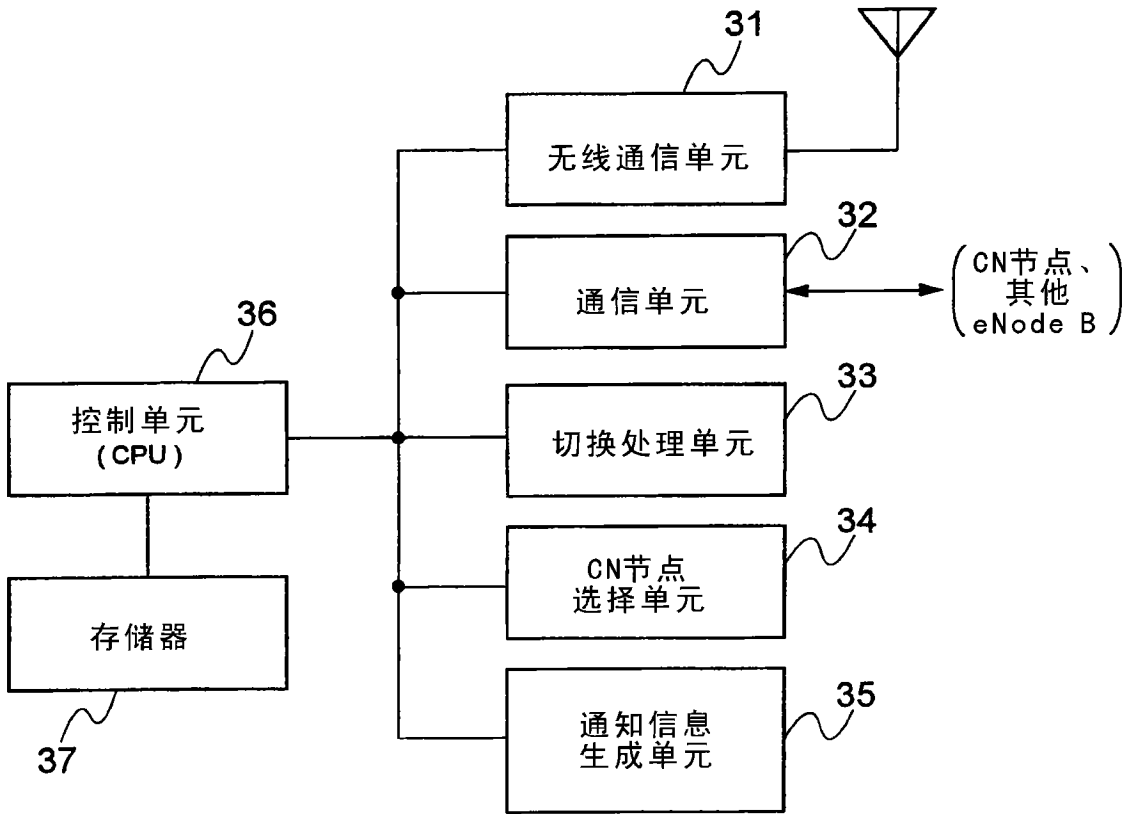 31
无线通信单元
32
通信单元
CN节点、
其他
eNode B
36
控制单元
(CPU)
33
切换处理单元
34
CN节点
选择单元
存储器
37
35
通知信息
生成单元